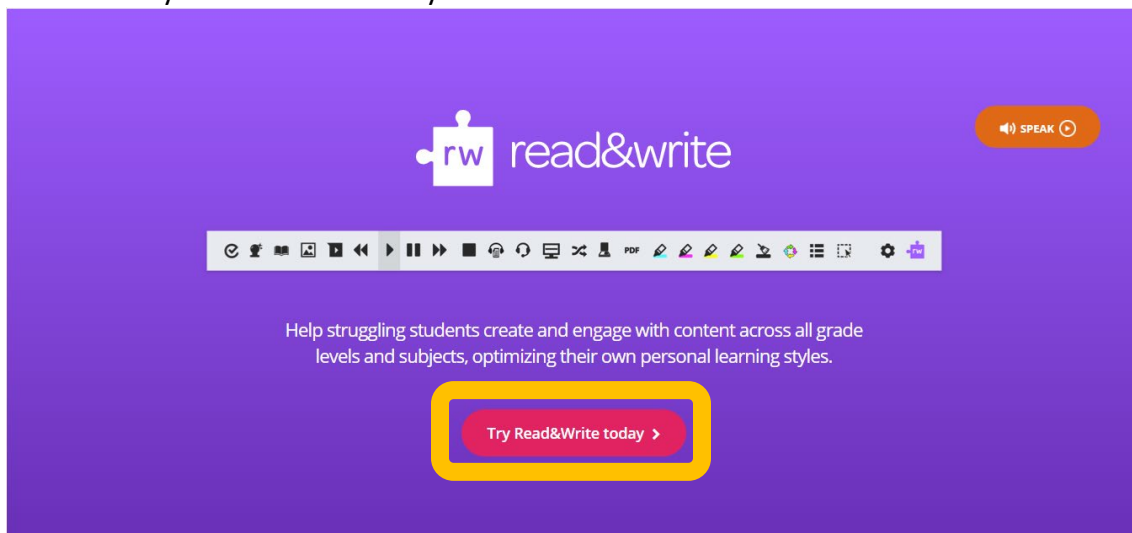 SPEAK
rw read&write
PDF
rw
Help struggling students create and engage with content across all grade
levels and subjects, optimizing their own personal learning styles.
Try Read&Write today